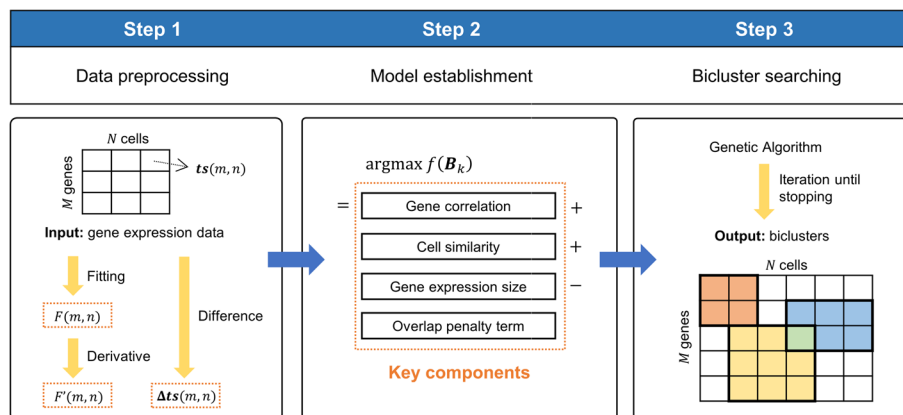 Step 1
Step 2
Step 3
Data preprocessing
Model establishment
Bicluster searching
N cells
M genes
ts(m, n)
Input: gene expression data
Fitting
F(m, n)
Derivative
Difference
F'(m, n)
Δts(m, n)
argmax f(B_k)
=
Gene correlation +
Cell similarity +
Gene expression size −
Overlap penalty term
Key components
Genetic Algorithm
Iteration until
stopping
Output: biclusters
N cells
M genes